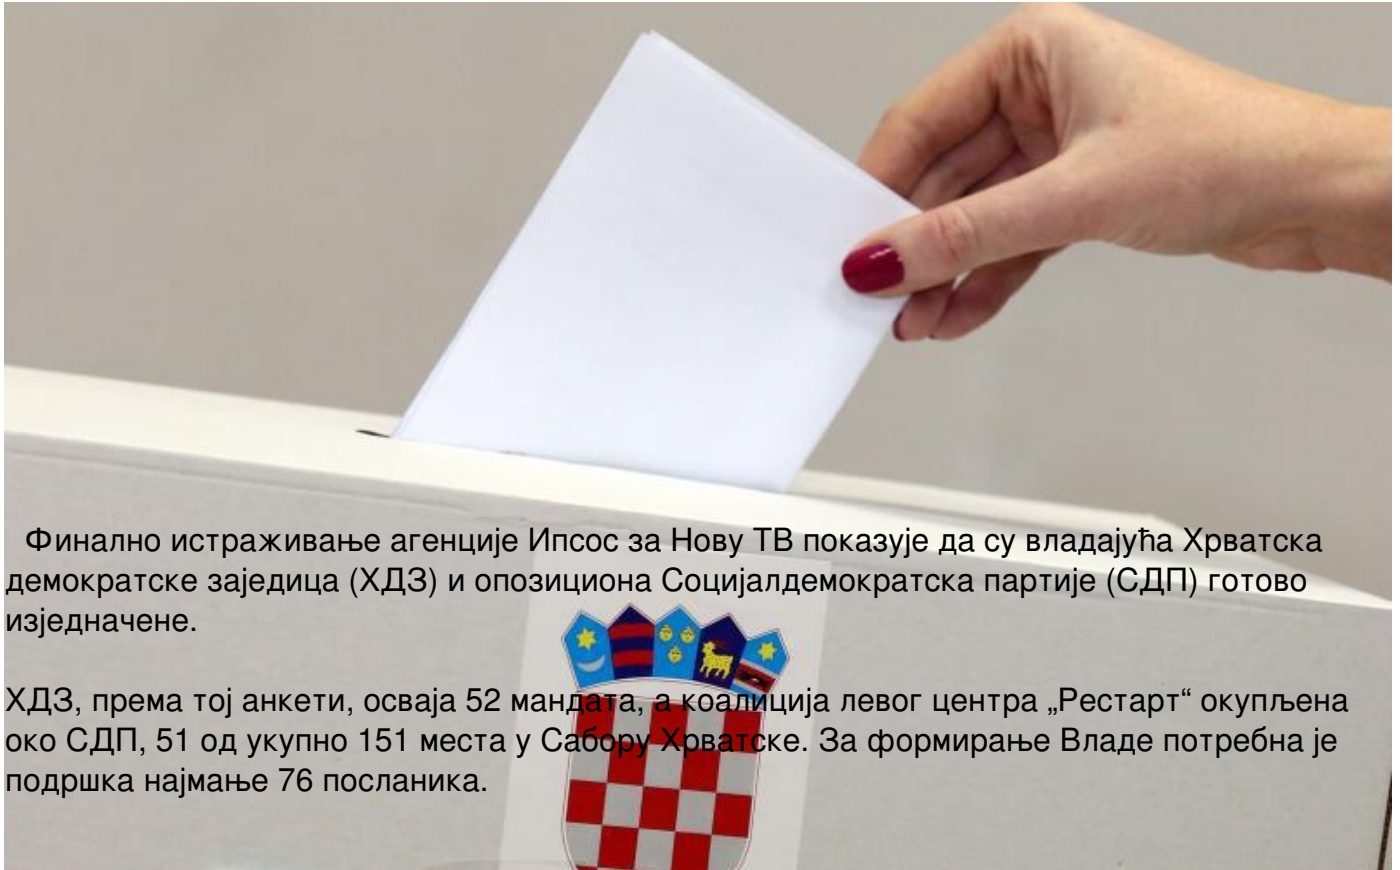 Финално истраживање агенције Ипсос за Нову ТВ показује да су владајућа Хрватска
демократске заједица (ХДЗ) и опозициона Социјалдемократска партије (СДП) готово
изједначене.
ХДЗ, према тој анкети, осваја 52 мандата, а коалиција левог центра „Рестарт“ окупљена
око СДП, 51 од укупно 151 места у Сабору Хрватске. За формирање Владе потребна је
подршка најмање 76 посланика.